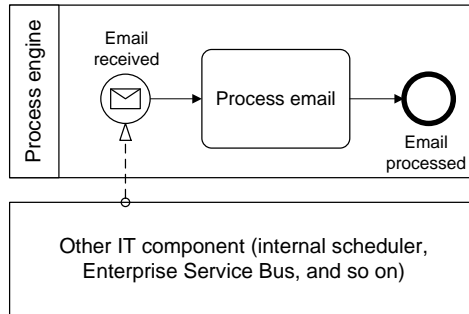 Process engine
Email
received
Process email
Email
processed
Other IT component (internal scheduler,
Enterprise Service Bus, and so on)